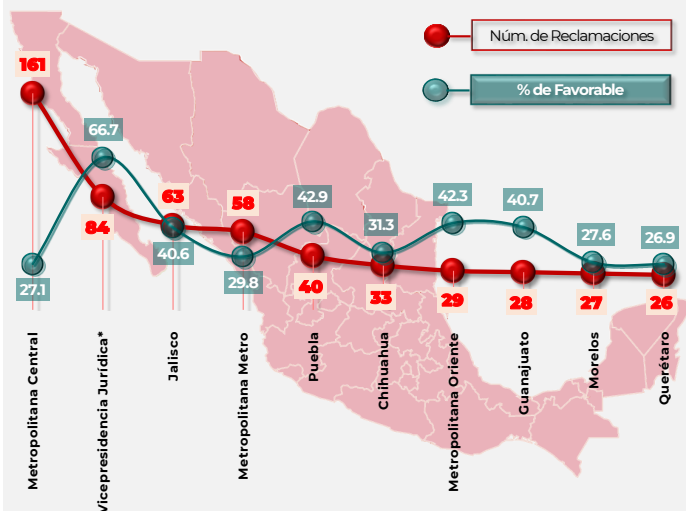 Núm. de Reclamaciones
% de Favorable
161
66.7
84
63
58
42.9
42.3
40.7
31.3
27.6
26.9
27.1
40.6
29.8
40
33
29
28
27
26
Metropolitana Central
Vicepresidencia Jurídica*
Jalisco
Metropolitana Metro
Puebla
Chihuahua
Metropolitana Oriente
Guanajuato
Morelos
Querétaro